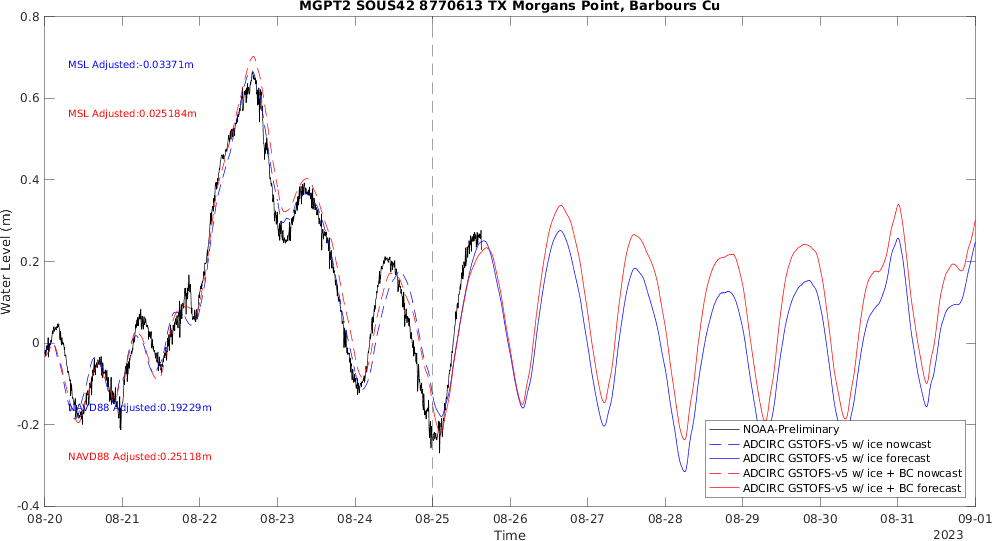 MGPT2 SOUS42 8770613 TX Morgans Point, Barbours Cu
0.8
0.6
0.4
0.2
0
-0.2
-0.4
Water Level (m)
MSL Adjusted:-0.03371m
MSL Adjusted:0.025184m
NAVD88 Adjusted:0.19229m
NAVD88 Adjusted:0.25118m
NOAA-Preliminary
ADCIRC GSTOFS-v5 w/ ice nowcast
ADCIRC GSTOFS-v5 w/ ice forecast
ADCIRC GSTOFS-v5 w/ ice + BC nowcast
ADCIRC GSTOFS-v5 w/ ice + BC forecast
08-20 08-21 08-22 08-23 08-24 08-25 08-26 08-27 08-28 08-29 08-30 08-31 09-01
Time
2023